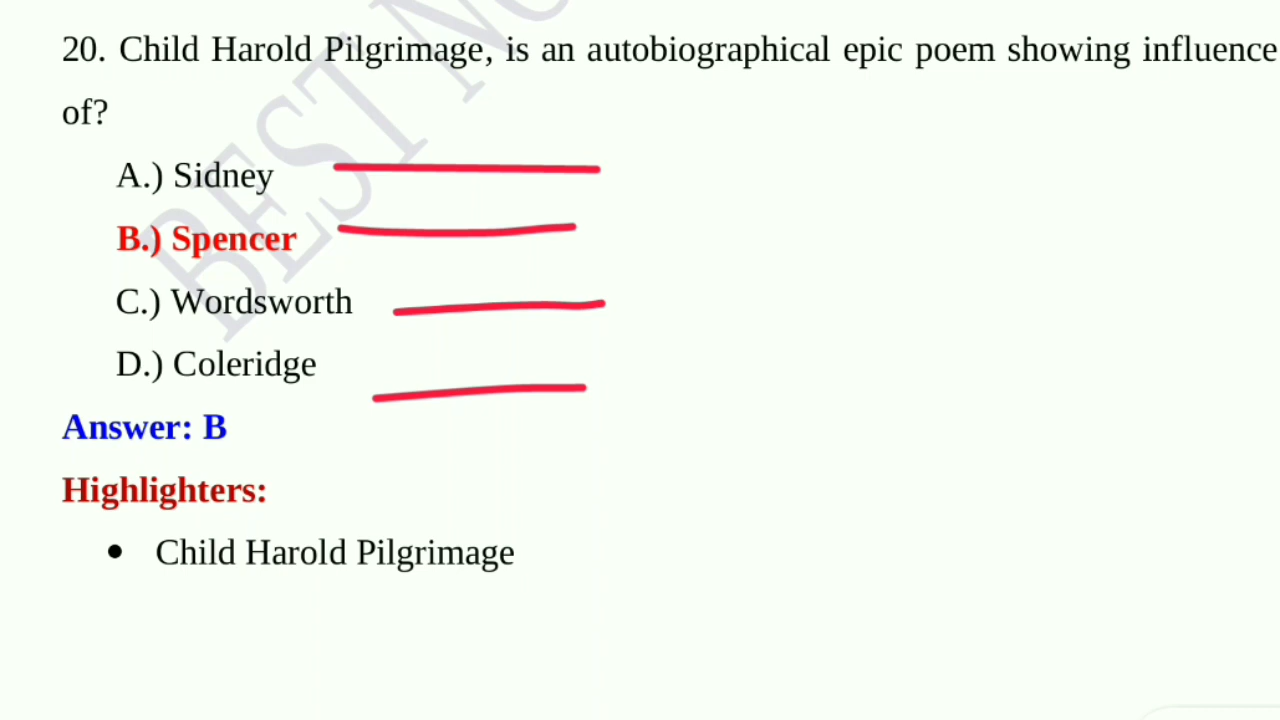 20. Child Harold Pilgrimage, is an autobiographical epic poem showing influence
of?
A.) Sidney
B.) Spencer
C.) Wordsworth
D.) Coleridge
Answer: B
Highlighters:
• Child Harold Pilgrimage
BEST